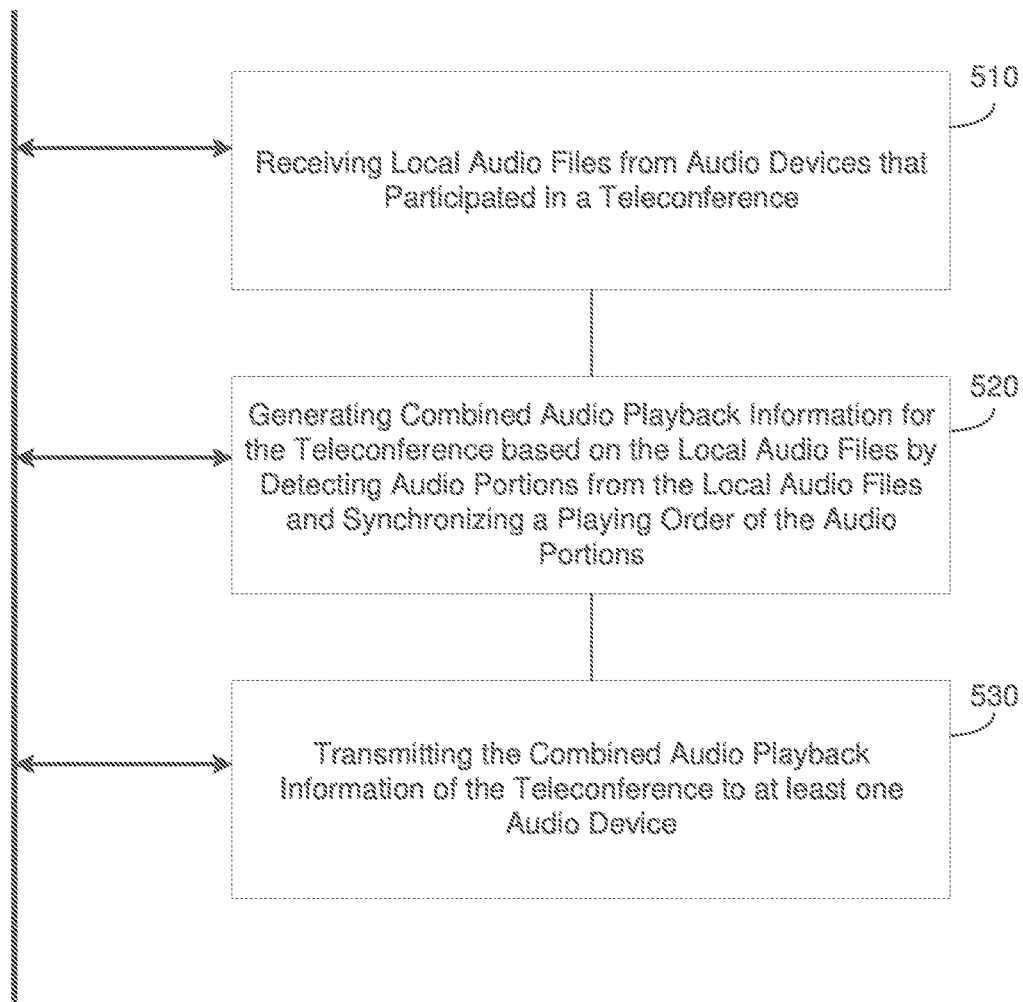 510
Receiving Local Audio Files from Audio Devices that
Participated in a Teleconference
520
Generating Combined Audio Playback Information for
the Teleconference based on the Local Audio Files by
Detecting Audio Portions from the Local Audio Files
and Synchronizing a Playing Order of the Audio
Portions
530
Transmitting the Combined Audio Playback
Information of the Teleconference to at least one
Audio Device